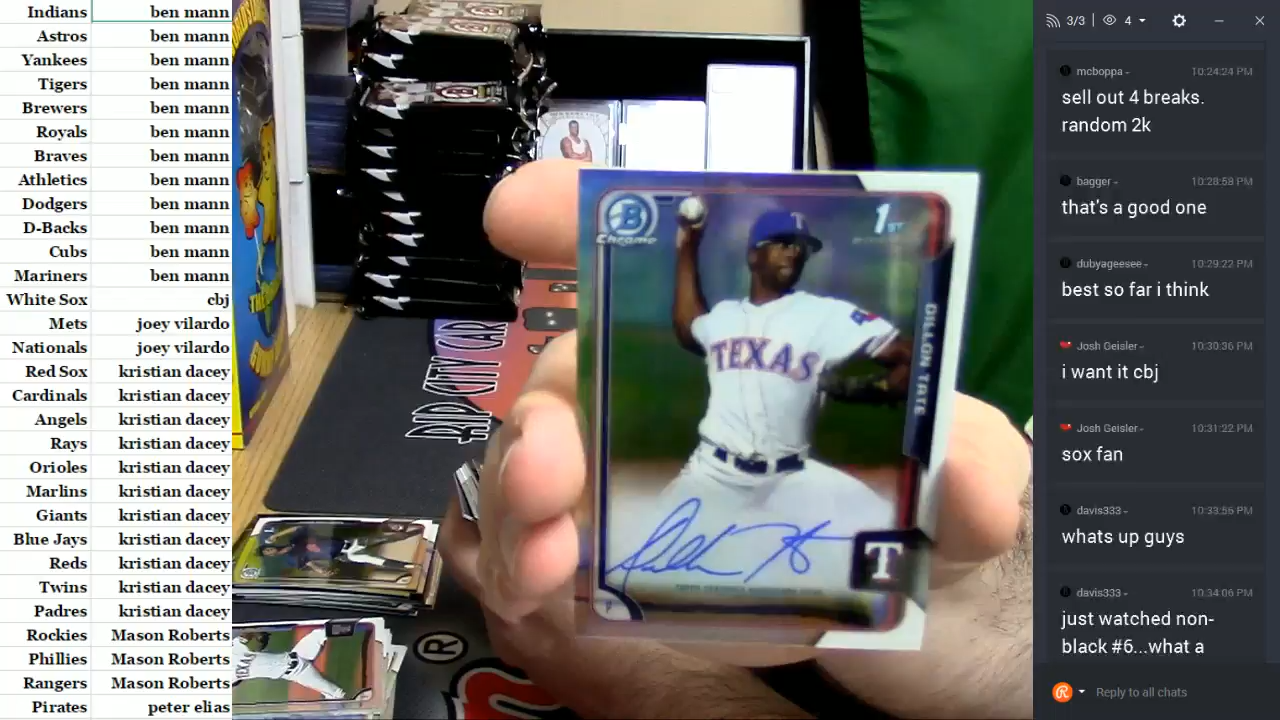 Indians ben mann
Astros ben mann
Yankees ben mann
Tigers ben mann
Brewers ben mann
Royals ben mann
Braves ben mann
Athletics ben mann
Dodgers ben mann
D-Backs ben mann
Cubs ben mann
Mariners ben mann
White Sox cbj
Mets joey vilardo
Nationals joey vilardo
Red Sox kristian dacey
Cardinals kristian dacey
Angels kristian dacey
Rays kristian dacey
Orioles kristian dacey
Marlins kristian dacey
Giants kristian dacey
Blue Jays kristian dacey
Reds kristian dacey
Twins kristian dacey
Padres kristian dacey
Rockies Mason Roberts
Phillies Mason Roberts
Rangers Mason Roberts
Pirates peter elias
RIP CITY CAR
B
Chrome
1ST
T
TEXAS
DILLON TATE
T
P
TEXAS
®
3/3 4
mcboppa - 10:24:24 PM
sell out 4 breaks.
random 2k
bagger - 10:28:58 PM
that's a good one
dubyageesee - 10:29:22 PM
best so far i think
Josh Geisler - 10:30:36 PM
i want it cbj
Josh Geisler - 10:31:22 PM
sox fan
davis333 - 10:33:56 PM
whats up guys
davis333 - 10:34:06 PM
just watched non-
black #6...what a
Reply to all chats